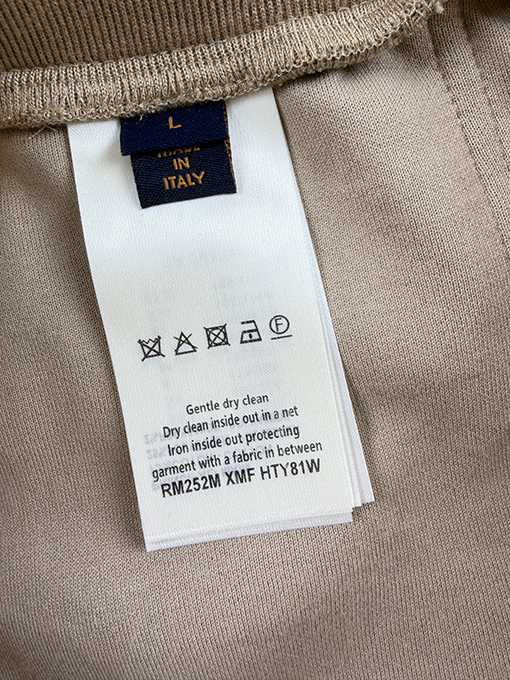 L
IN
ITALY
F
Gentle dry clean
Dry clean inside out in a net
Iron inside out protecting
garment with a fabric in between
RM252M XMF HTY81W